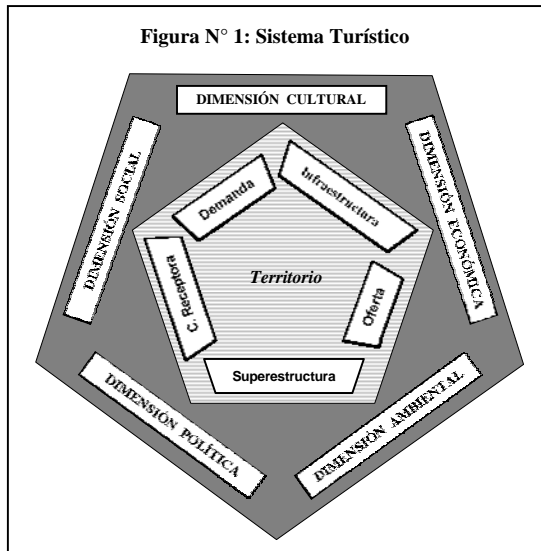 Figura N° 1: Sistema Turístico
DIMENSIÓN CULTURAL
DIMENSIÓN SOCIAL
DIMENSIÓN ECONÓMICA
Demanda
Infraestructura
C. Receptora
Territorio
Oferta
Superestructura
DIMENSIÓN POLÍTICA
DIMENSIÓN AMBIENTAL